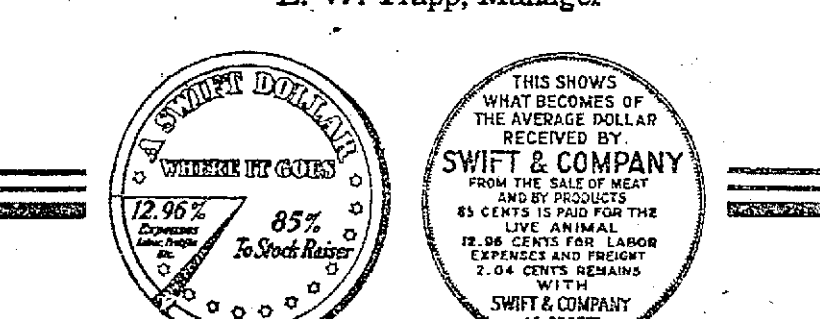 Manager
A SWIFT DOLLAR
WHERE IT GOES
12.96%
Expenses
Labor, Freight
Etc.
85%
To Stock Raiser
THIS SHOWS
WHAT BECOMES OF
THE AVERAGE DOLLAR
RECEIVED BY
SWIFT & COMPANY
FROM THE SALE OF MEAT
AND BY PRODUCTS
85 CENTS IS PAID FOR THE
LIVE ANIMAL
12.96 CENTS FOR LABOR
EXPENSES AND FREIGHT
2.04 CENTS REMAINS
WITH
SWIFT & COMPANY